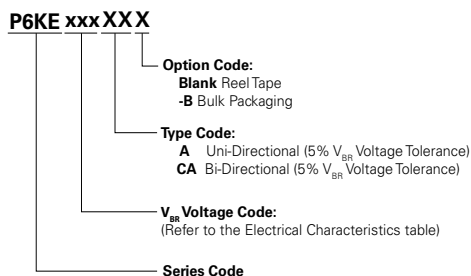 P6KE xxx XX X
Option Code:
Blank Reel Tape
-B Bulk Packaging
Type Code:
A Uni-Directional (5% VBR Voltage Tolerance)
CA Bi-Directional (5% VBR Voltage Tolerance)
VBR Voltage Code:
(Refer to the Electrical Characteristics table)
Series Code